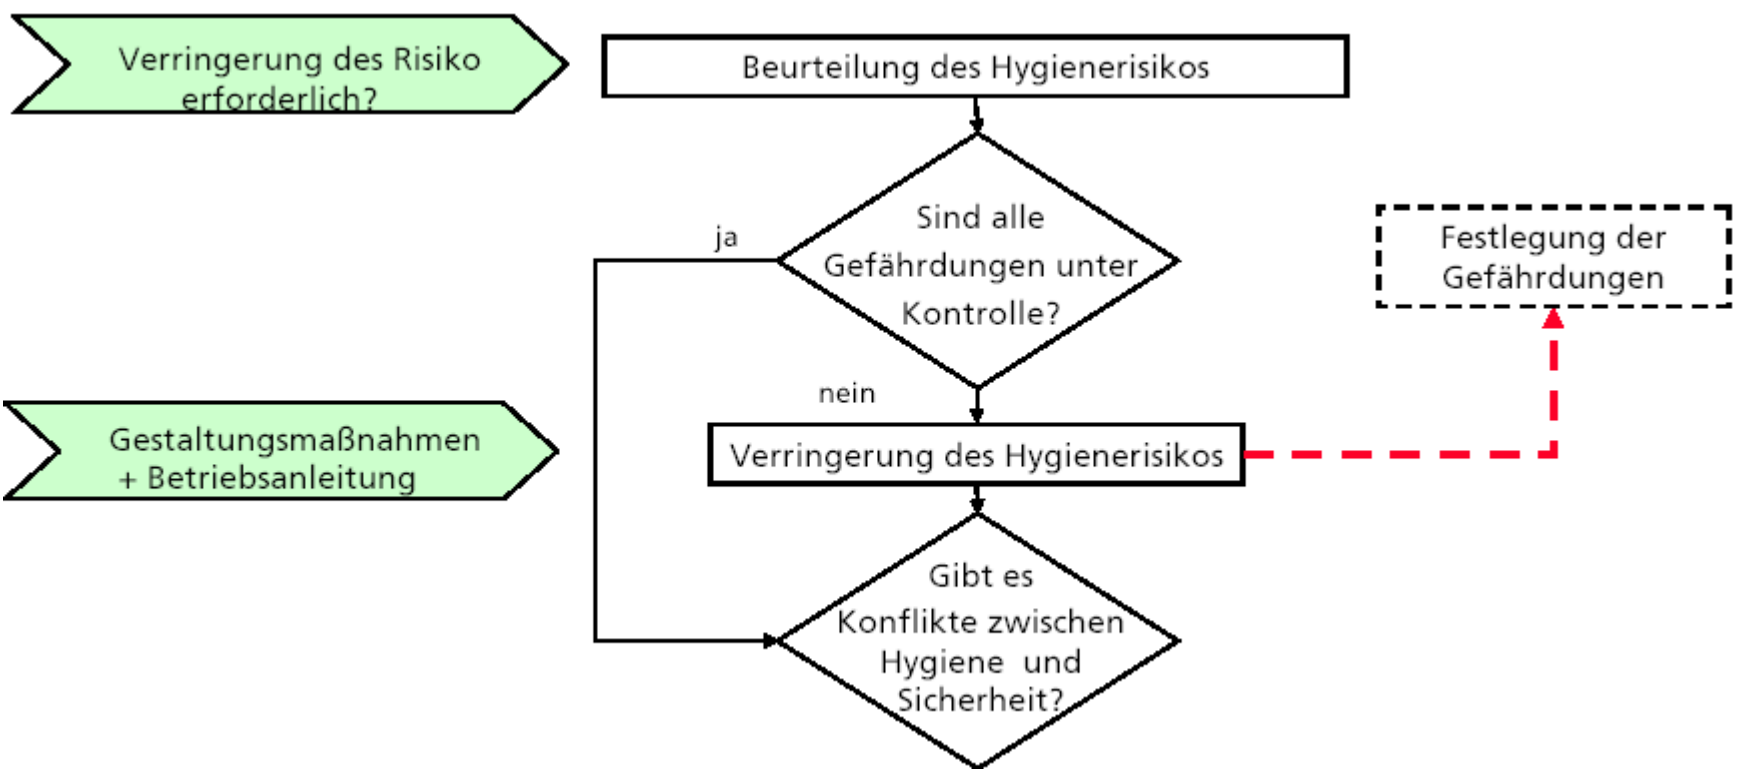 Verringerung des Risiko
erforderlich?
Beurteilung des Hygienerisikos
Sind alle
Gefährdungen unter
Kontrolle?
ja
Festlegung der
Gefährdungen
nein
Gestaltungsmaßnahmen
+ Betriebsanleitung
Verringerung des Hygienerisikos
Gibt es
Konflikte zwischen
Hygiene und
Sicherheit?